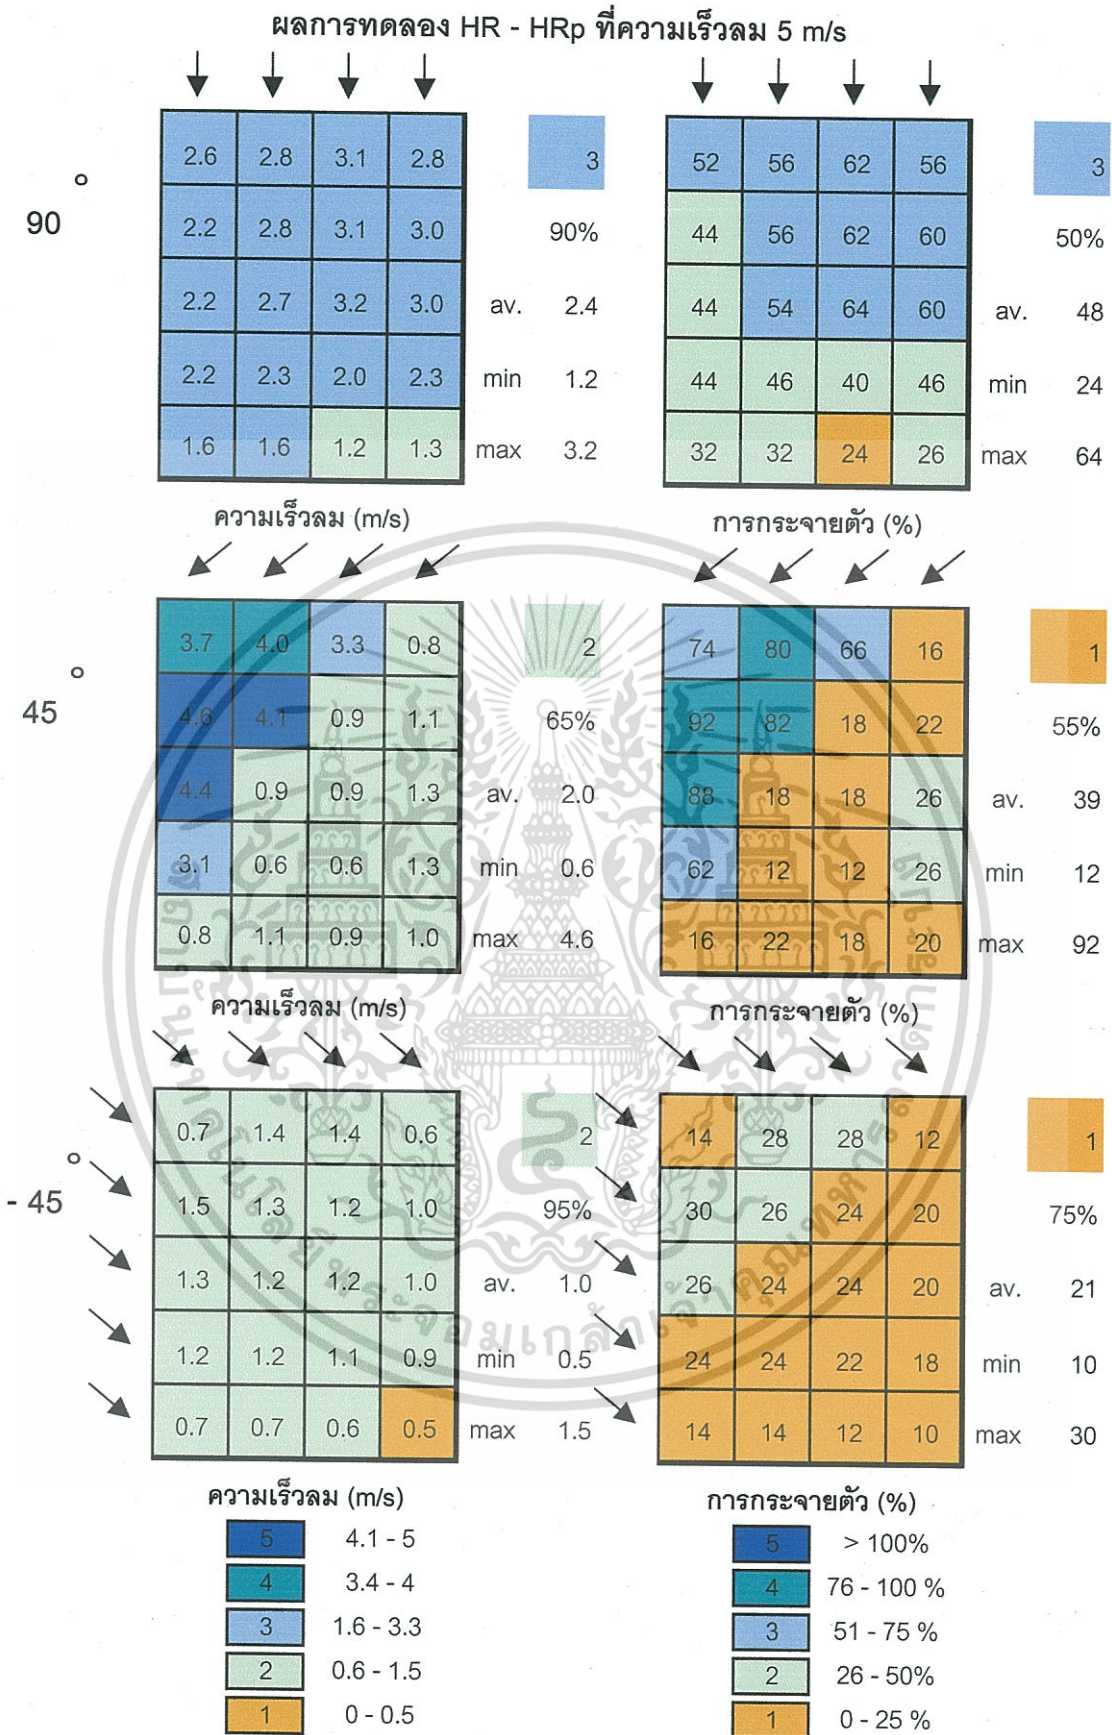 ผลการทดลอง HR - HRp ที่ความเร็วลม 5 m/s
90 °
2.6 2.8 3.1 2.8 3
2.2 2.8 3.1 3.0 90%
2.2 2.7 3.2 3.0 av. 2.4
2.2 2.3 2.0 2.3 min 1.2
1.6 1.6 1.2 1.3 max 3.2
ความเร็วลม (m/s)
52 56 62 56 3
44 56 62 60 50%
44 54 64 60 av. 48
44 46 40 46 min 24
32 32 24 26 max 64
การกระจายตัว (%)
45 °
3.7 4.0 3.3 0.8 2
4.6 4.1 0.9 1.1 65%
4.4 0.9 0.9 1.3 av. 2.0
3.1 0.6 0.6 1.3 min 0.6
0.8 1.1 0.9 1.0 max 4.6
ความเร็วลม (m/s)
74 80 66 16 1
92 82 18 22 55%
88 18 18 26 av. 39
62 12 12 26 min 12
16 22 18 20 max 92
การกระจายตัว (%)
- 45 °
0.7 1.4 1.4 0.6 2
1.5 1.3 1.2 1.0 95%
1.3 1.2 1.2 1.0 av. 1.0
1.2 1.2 1.1 0.9 min 0.5
0.7 0.7 0.6 0.5 max 1.5
ความเร็วลม (m/s)
14 28 28 12 1
30 26 24 20 75%
26 24 24 20 av. 21
24 24 22 18 min 10
14 14 12 10 max 30
การกระจายตัว (%)
5 4.1 - 5
4 3.4 - 4
3 1.6 - 3.3
2 0.6 - 1.5
1 0 - 0.5
5 > 100%
4 76 - 100 %
3 51 - 75 %
2 26 - 50%
1 0 - 25 %